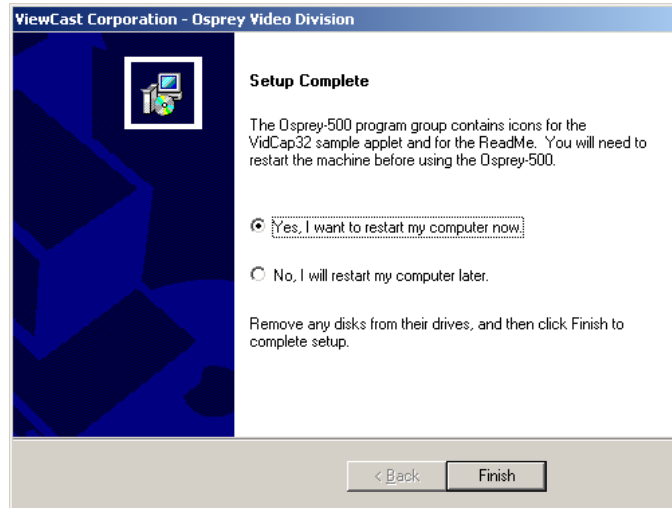 ViewCast Corporation - Osprey Video Division
Setup Complete
The Osprey-500 program group contains icons for the
VidCap32 sample applet and for the ReadMe. You will need to
restart the machine before using the Osprey-500.
Yes, I want to restart my computer now.
No, I will restart my computer later.
Remove any disks from their drives, and then click Finish to
complete setup.
< Back
Finish